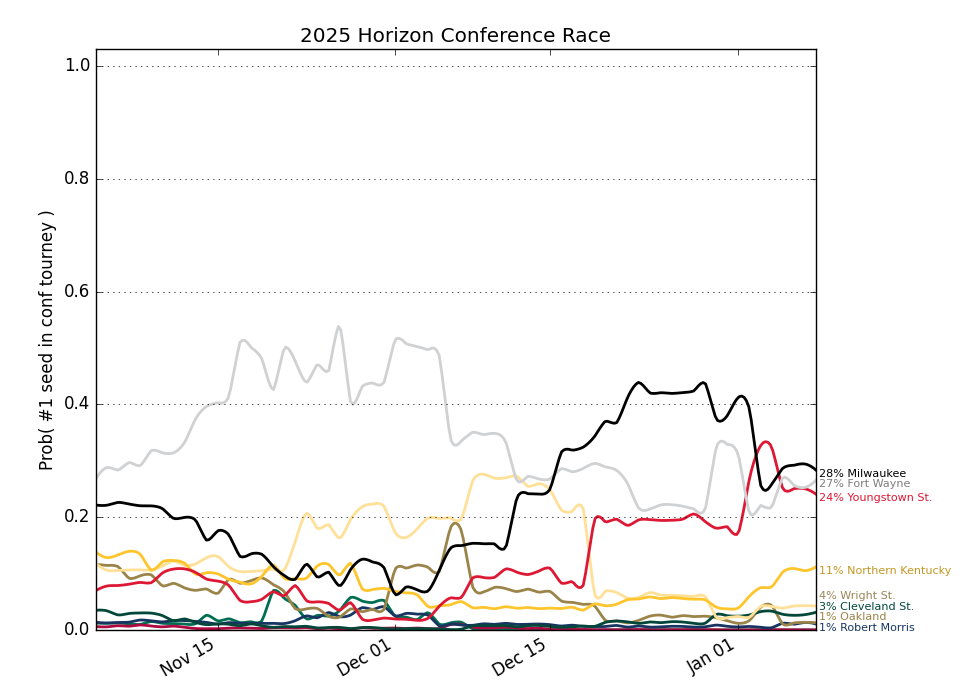 2025 Horizon Conference Race
Prob( #1 seed in conf tourney )
1.0
0.8
0.6
0.4
0.2
0.0
Nov 15
Dec 01
Dec 15
Jan 01
28% Milwaukee
27% Fort Wayne
24% Youngstown St.
11% Northern Kentucky
4% Wright St.
3% Cleveland St.
1% Oakland
1% Robert Morris